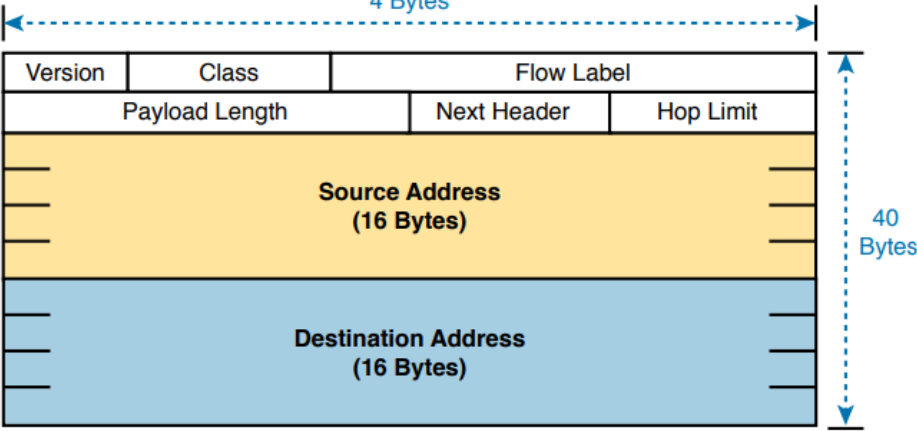 4 Bytes
Version Class Flow Label
Payload Length Next Header Hop Limit
Source Address
(16 Bytes)
40
Bytes
Destination Address
(16 Bytes)